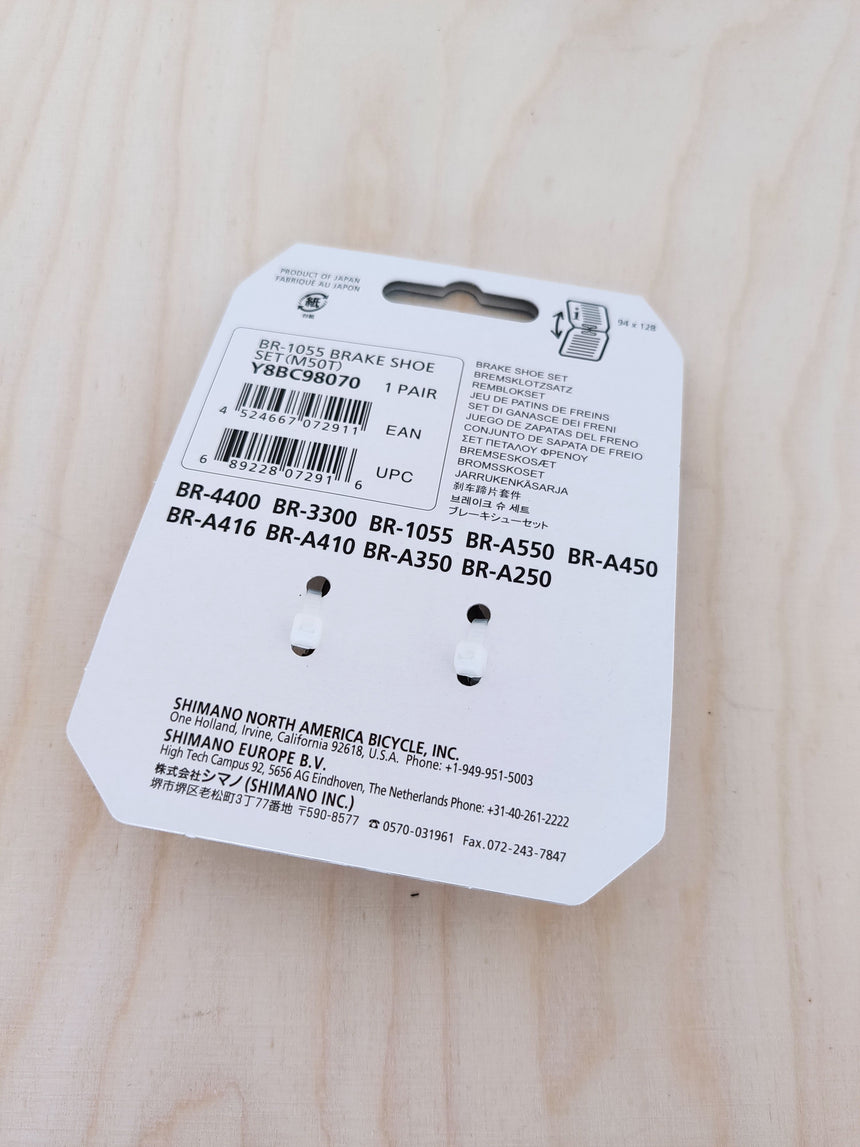 PRODUCT OF JAPAN
FABRIQUÉ AU JAPON
紙
94 x 128
BR-1055 BRAKE SHOE
SET(M50T)
Y8BC98070
1 PAIR
4 524667 072911
EAN
6 89228 07291 6
UPC
BRAKE SHOE SET
BREMSKLOTZSATZ
REMBLOKSET
JEU DE PATINS DE FREINS
SET DI GANASCE DEI FRENI
JUEGO DE ZAPATAS DEL FRENO
CONJUNTO DE SAPATA DE FREIO
ΣΕΤ ΠΕΤΑΛΟΥ ΦΡΕΝΟΥ
BREMSESKOSÆT
BROMSSKOSET
JARRUKENKÄSARJA
刹车蹄片套件
브레이크 슈 세트
ブレーキシューセット
BR-4400 BR-3300 BR-1055 BR-A550 BR-A450
BR-A416 BR-A410 BR-A350 BR-A250
SHIMANO NORTH AMERICA BICYCLE, INC.
One Holland, Irvine, California 92618, U.S.A. Phone: +1-949-951-5003
SHIMANO EUROPE B.V.
High Tech Campus 92, 5656 AG Eindhoven, The Netherlands Phone: +31-40-261-2222
株式会社シマノ (SHIMANO INC.)
堺市堺区老松町3丁77番地 〒590-8577 ☎0570-031961 Fax.072-243-7847